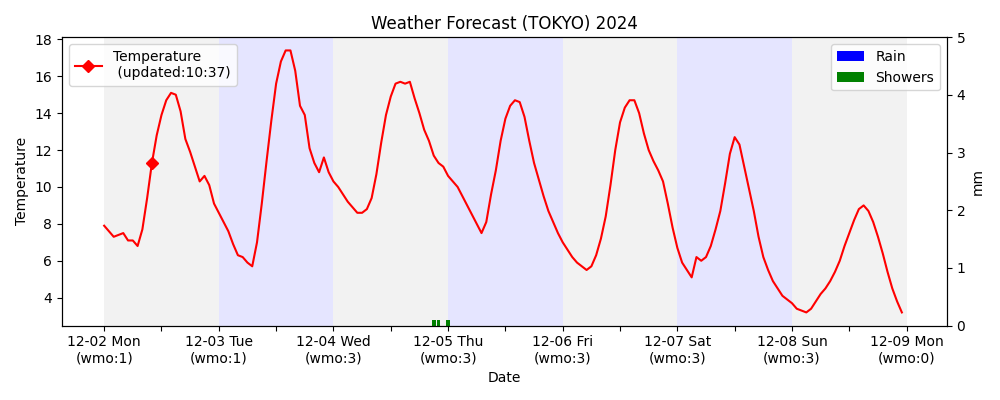 Weather Forecast (TOKYO) 2024
Temperature
(updated:10:37)
Rain
Showers
18
16
14
12
10
8
6
4
Temperature
5
4
3
2
1
0
mm
12-02 Mon
(wmo:1)
12-03 Tue
(wmo:1)
12-04 Wed
(wmo:3)
12-05 Thu
(wmo:3)
12-06 Fri
(wmo:3)
12-07 Sat
(wmo:3)
12-08 Sun
(wmo:3)
12-09 Mon
(wmo:0)
Date